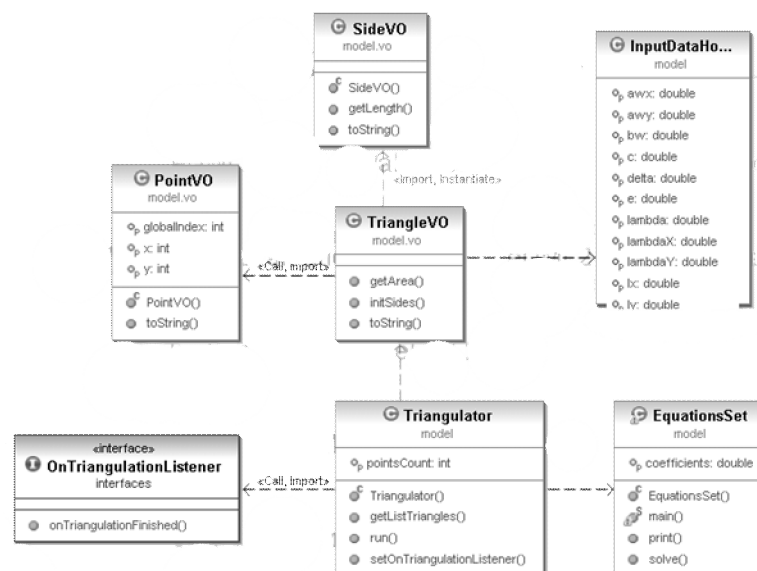 SideVO
model.vo
SideVO()
getLength()
toString()
InputDataHo...
model
awx: double
awy: double
bw: double
c: double
delta: double
e: double
lambda: double
lambdaX: double
lambdaY: double
lx: double
ly: double
«Import, Instantiate»
PointVO
model.vo
globalIndex: int
x: int
y: int
PointVO()
toString()
«Call, Import»
TriangleVO
model.vo
getArea()
initSides()
toString()
«interface»
OnTriangulationListener
interfaces
onTriangulationFinished()
«Call, Import»
Triangulator
model
pointsCount: int
Triangulator()
getListTriangles()
run()
setOnTriangulationListener()
EquationsSet
model
coefficients: double
EquationsSet()
main()
print()
solve()